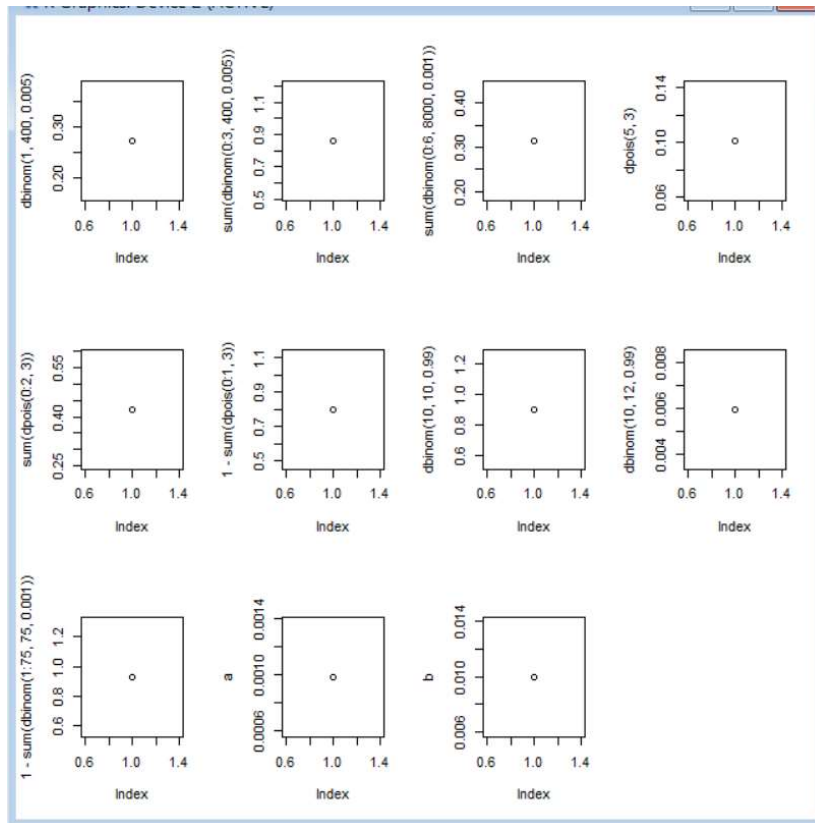 R Graphics: Device 2 (ACTIVE)
dbinom(1, 400, 0.005)
0.20 0.30
0.6 1.0 1.4
Index
sum(dbinom(0:3, 400, 0.005))
0.5 0.7 0.9 1.1
0.6 1.0 1.4
Index
sum(dbinom(0:6, 8000, 0.001))
0.20 0.30 0.40
0.6 1.0 1.4
Index
dpois(5, 3)
0.06 0.10 0.14
0.6 1.0 1.4
Index
sum(dpois(0:2, 3))
0.25 0.40 0.55
0.6 1.0 1.4
Index
1 - sum(dpois(0:1, 3))
0.5 0.7 0.9 1.1
0.6 1.0 1.4
Index
dbinom(10, 10, 0.99)
0.6 0.8 1.0 1.2
0.6 1.0 1.4
Index
dbinom(10, 12, 0.99)
0.004 0.006 0.008
0.6 1.0 1.4
Index
1 - sum(dbinom(1:75, 75, 0.001))
0.6 0.8 1.0 1.2
0.6 1.0 1.4
Index
a
0.0006 0.0010 0.0014
0.6 1.0 1.4
Index
b
0.006 0.010 0.014
0.6 1.0 1.4
Index